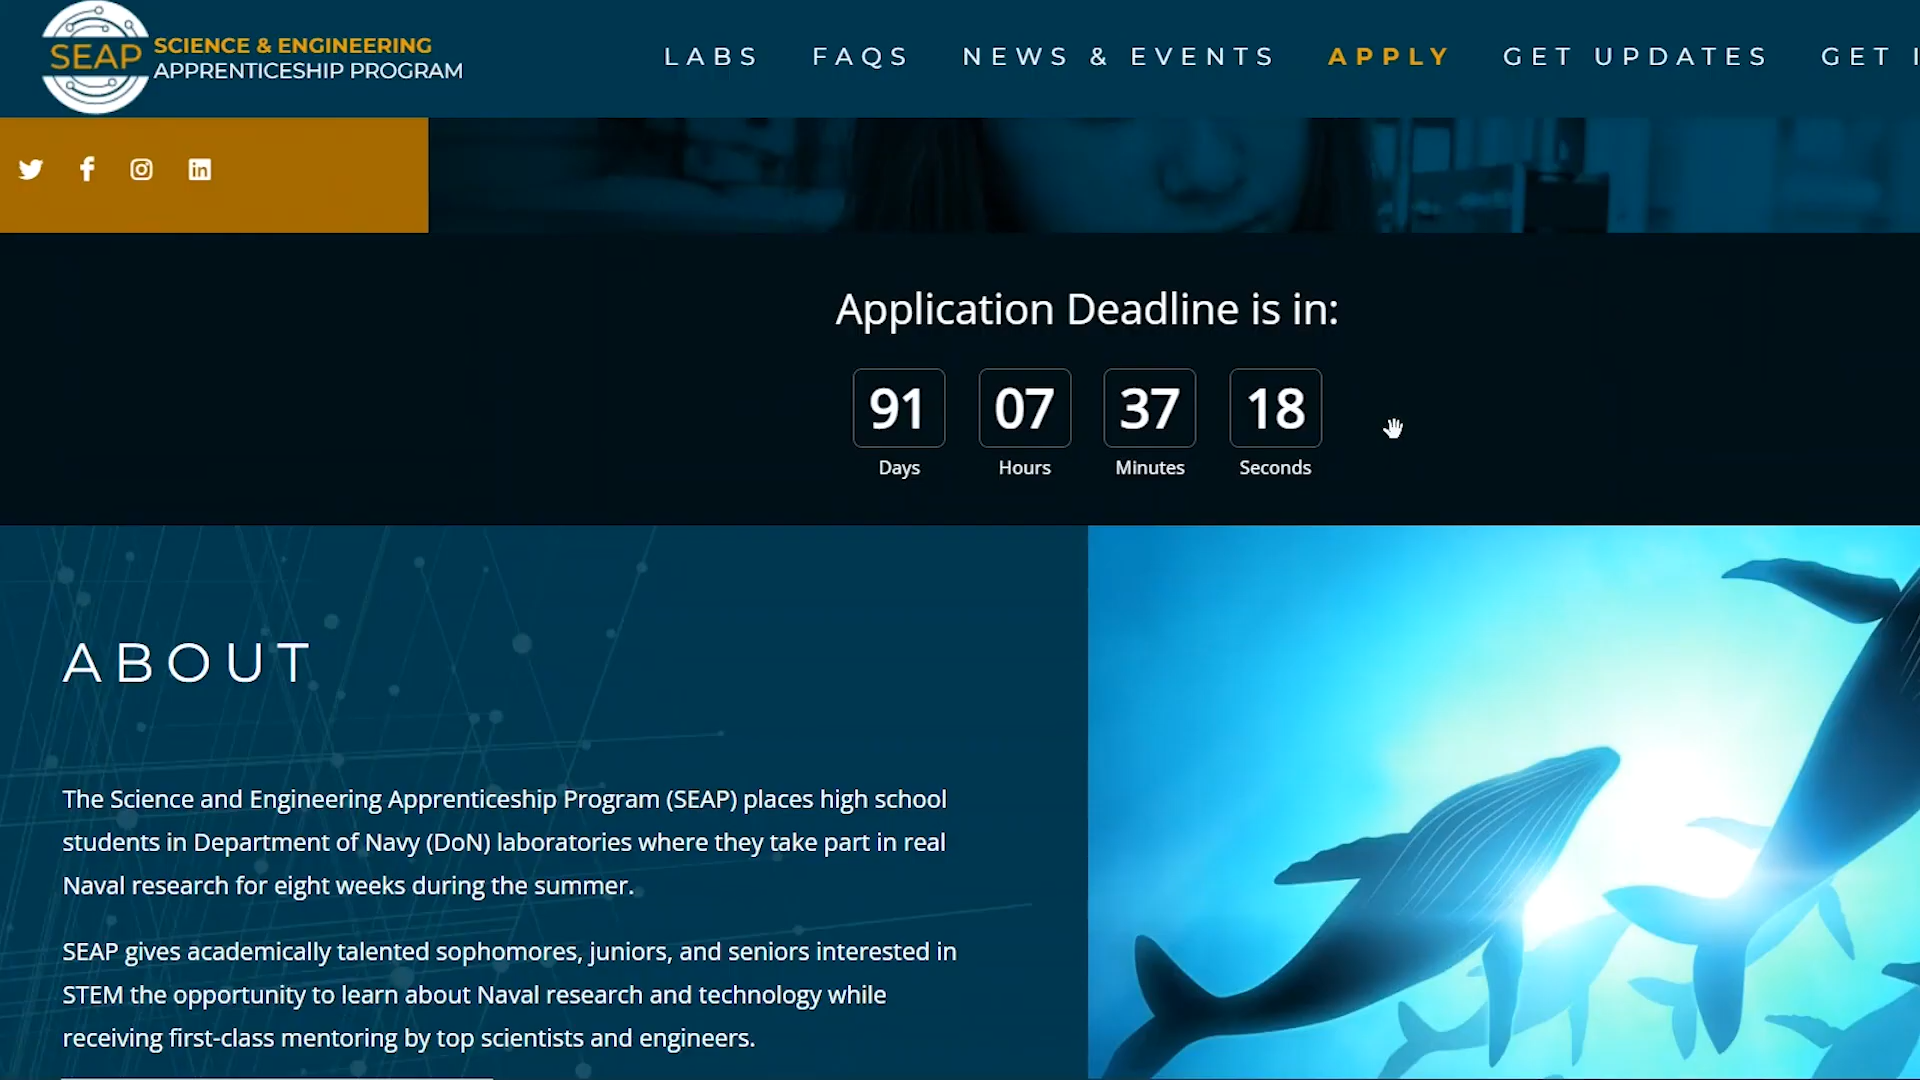 SEAP
SCIENCE & ENGINEERING
APPRENTICESHIP PROGRAM
LABS FAQS NEWS & EVENTS APPLY GET UPDATES GET
Application Deadline is in:
91 07 37 18
Days Hours Minutes Seconds
ABOUT
The Science and Engineering Apprenticeship Program (SEAP) places high school
students in Department of Navy (DoN) laboratories where they take part in real
Naval research for eight weeks during the summer.
SEAP gives academically talented sophomores, juniors, and seniors interested in
STEM the opportunity to learn about Naval research and technology while
receiving first-class mentoring by top scientists and engineers.